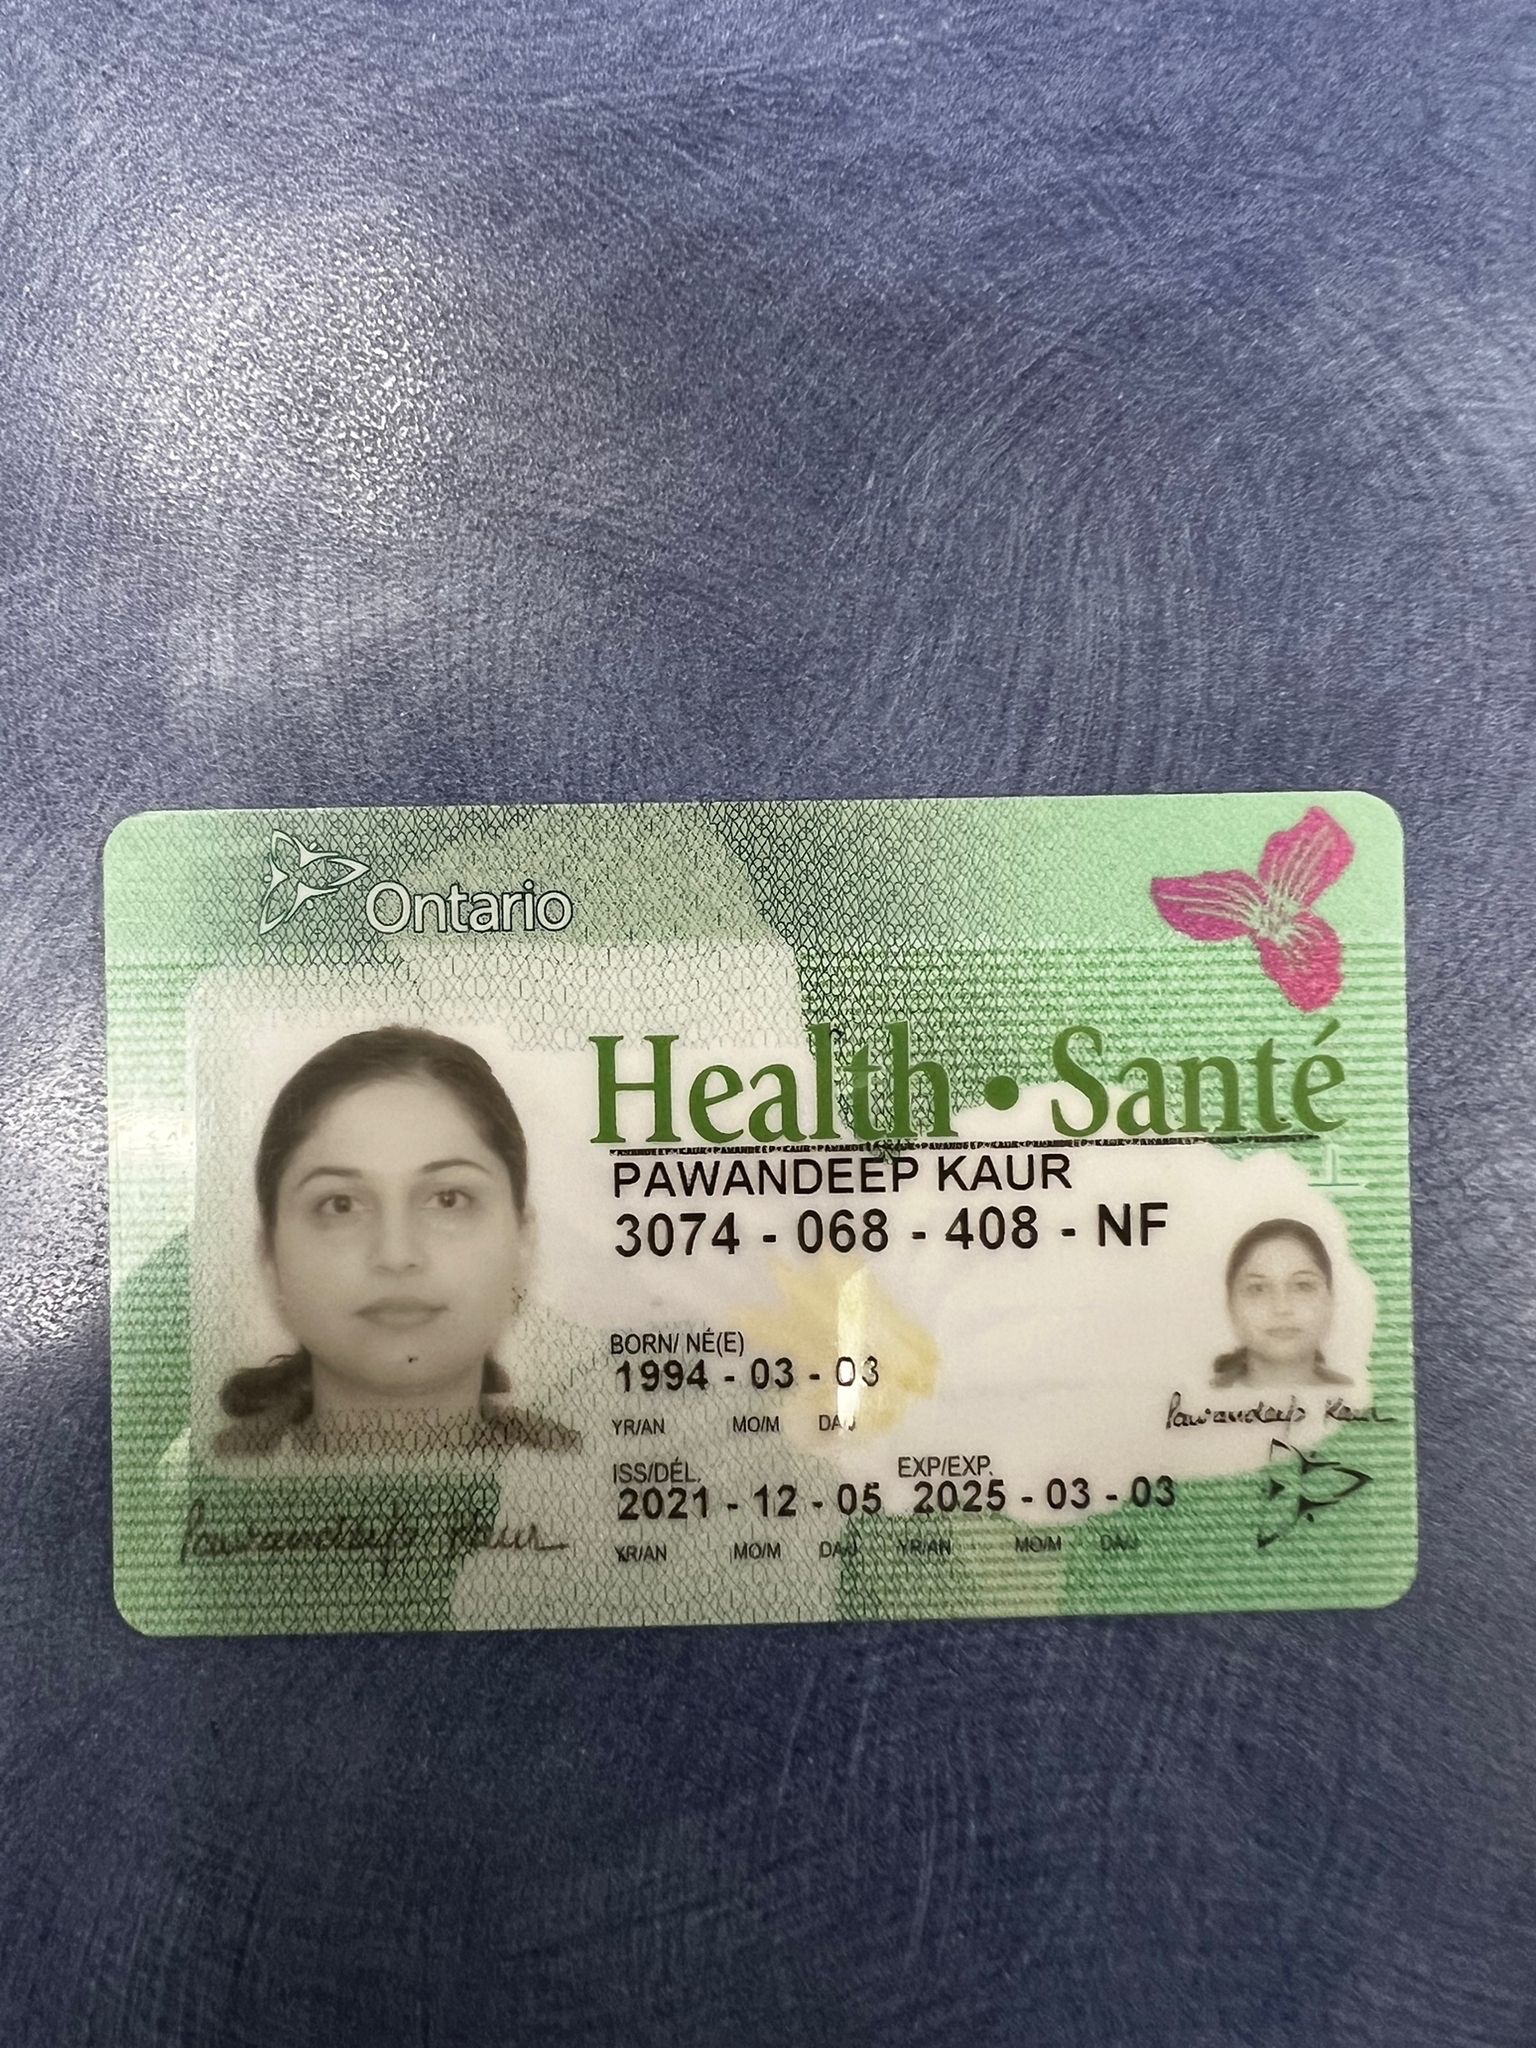 Ontario
Health • Santé
PAWANDEEP KAUR
3074 - 068 - 408 - NF
BORN/ NÉ(E)
1994 - 03 - 03
YR/AN MO/M DA/J
Pawandeep Kaur
ISS/DÉL. EXP/EXP.
2021 - 12 - 05 2025 - 03 - 03
YR/AN MO/M DA/J YR/AN MO/M DA/J
Pawandeep Kaur